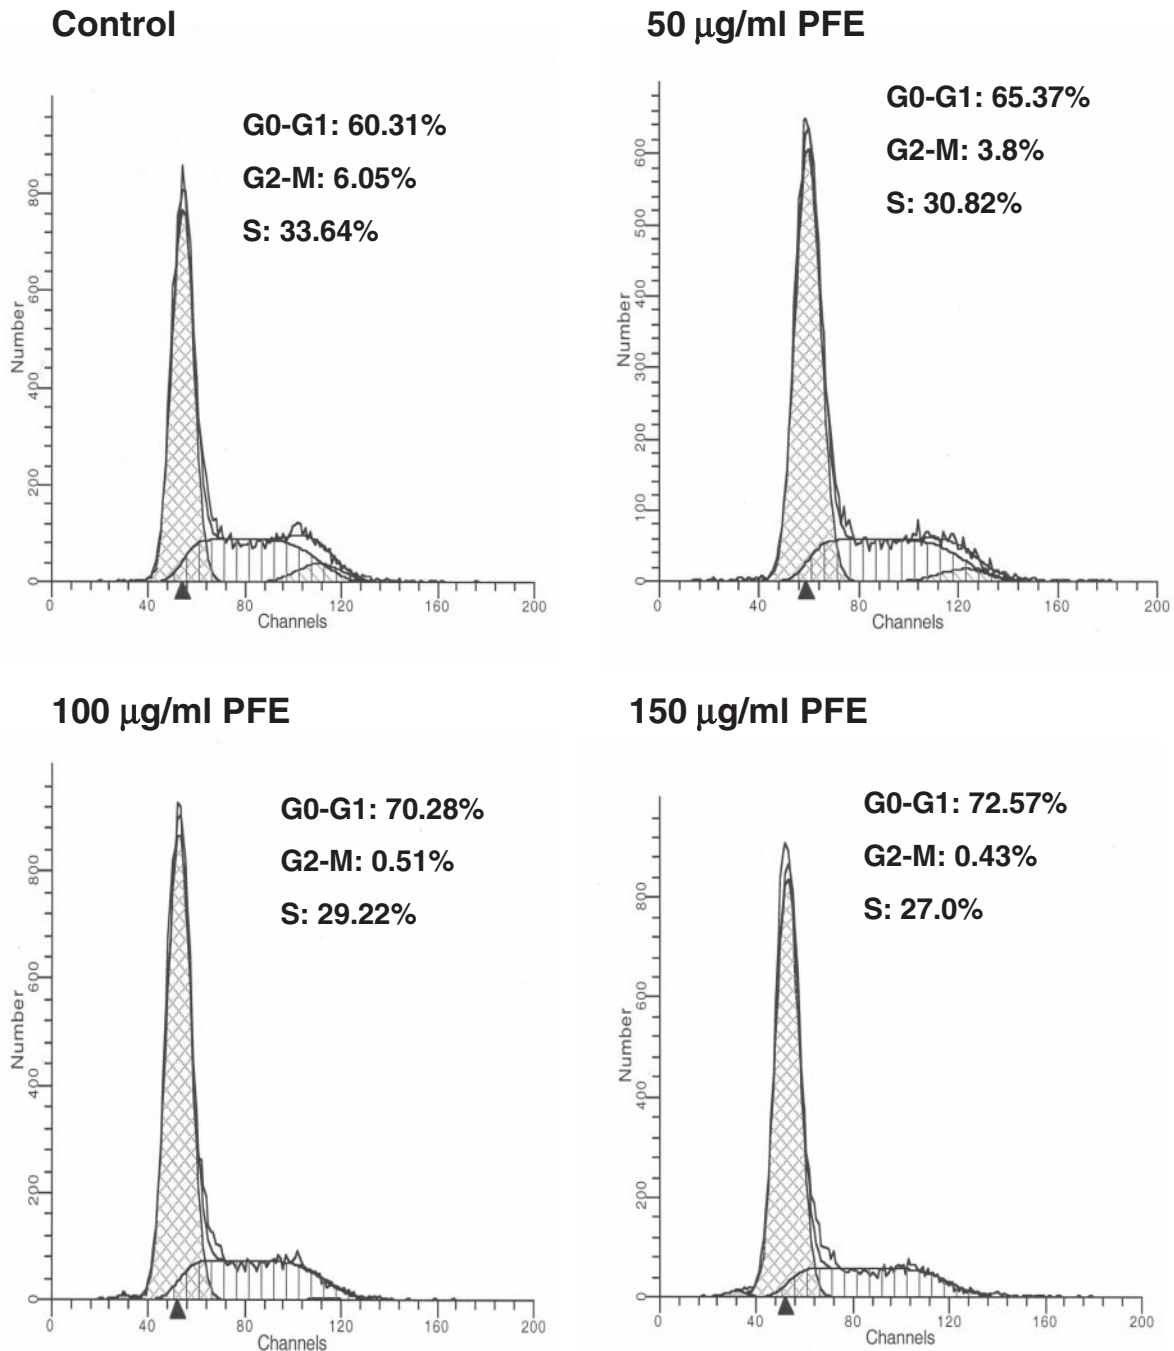 Control
G0-G1: 60.31%
G2-M: 6.05%
S: 33.64%
Number
0 200 400 600 800
0 40 80 120 160 200
Channels
50 μg/ml PFE
G0-G1: 65.37%
G2-M: 3.8%
S: 30.82%
Number
0 100 200 300 400 500 600
0 40 80 120 160 200
Channels
100 μg/ml PFE
G0-G1: 70.28%
G2-M: 0.51%
S: 29.22%
Number
0 200 400 600 800
0 40 80 120 160 200
Channels
150 μg/ml PFE
G0-G1: 72.57%
G2-M: 0.43%
S: 27.0%
Number
0 200 400 600 800
0 40 80 120 160 200
Channels